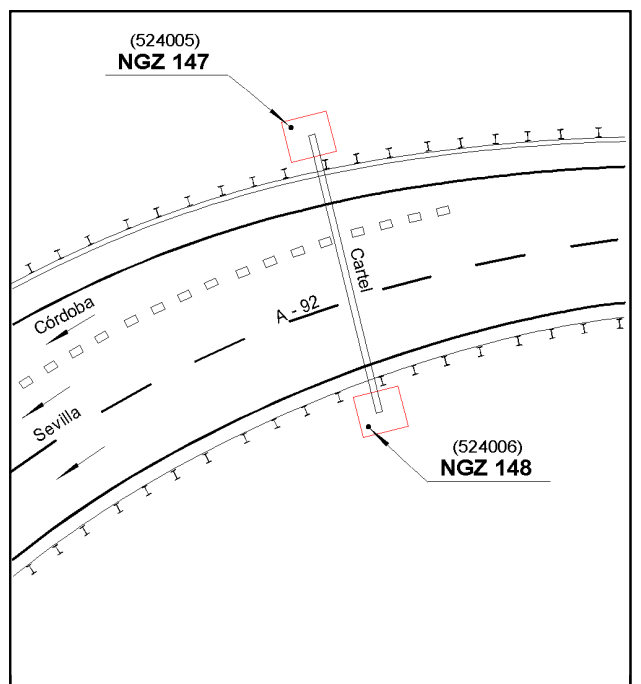 (524005)
NGZ 147
Cartel
Córdoba
A - 92
Sevilla
(524006)
NGZ 148